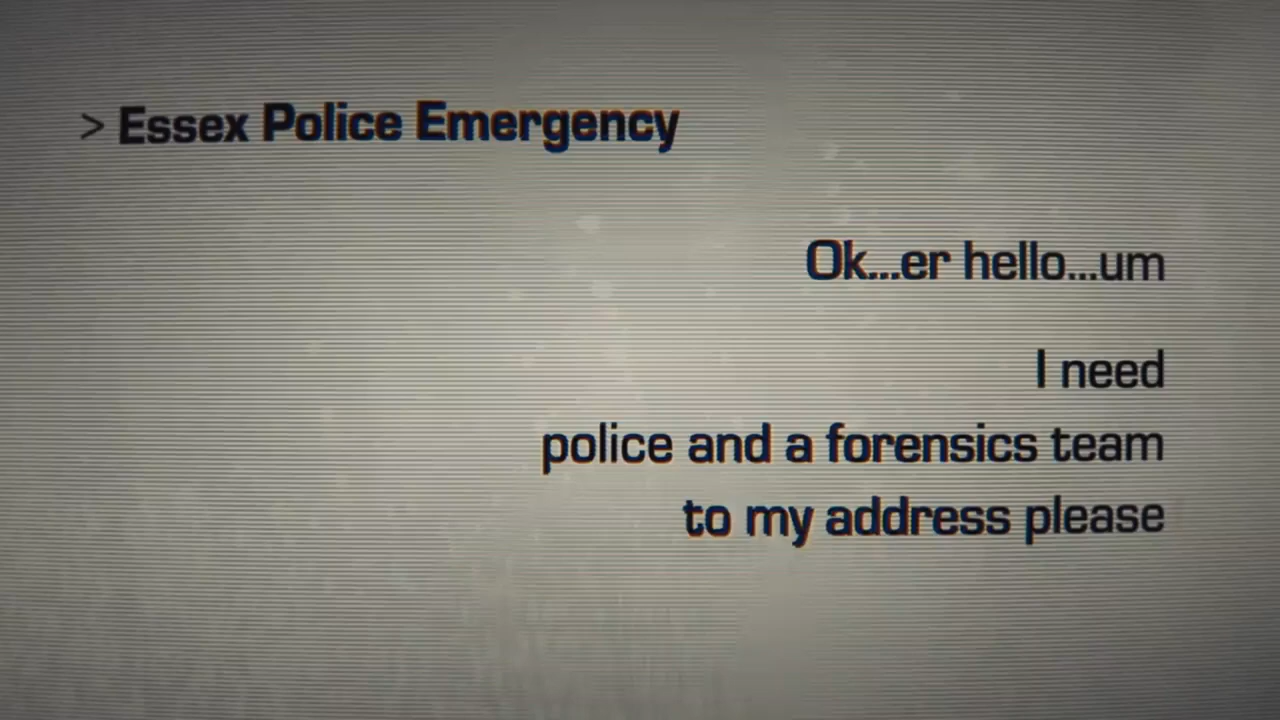 > Essex Police Emergency
Ok...er hello...um
I need
police and a forensics team
to my address please